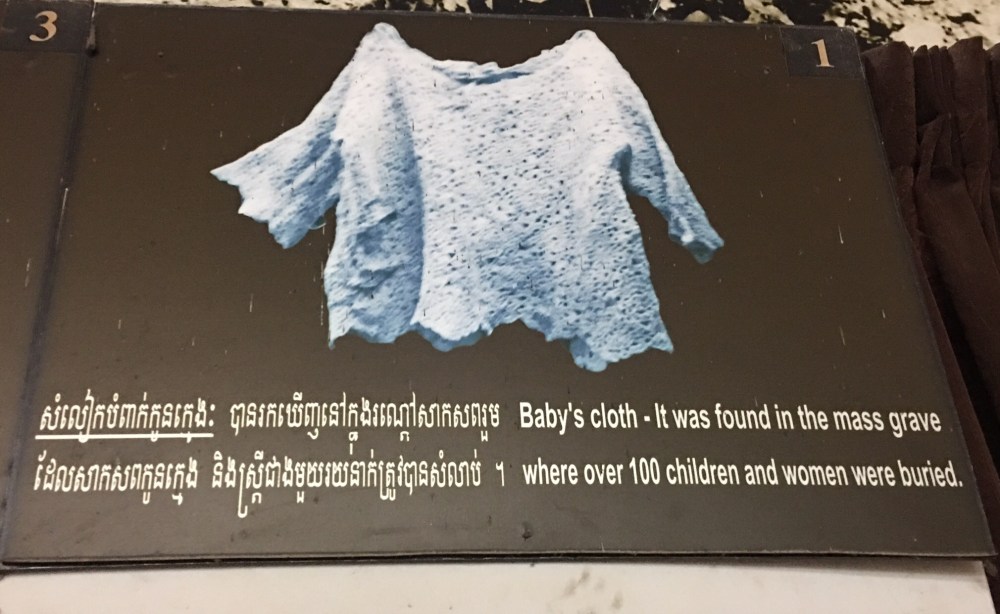 3
1
សំលៀកបំពាក់កូនក្មេងៈ បានរកឃើញនៅក្នុងរណ្តៅសាកសពរួម
ដែលសាកសពកូនក្មេង និងស្ត្រីជាងមួយរយនាក់ត្រូវបានសំលាប់ ។
Baby's cloth - It was found in the mass grave
where over 100 children and women were buried.